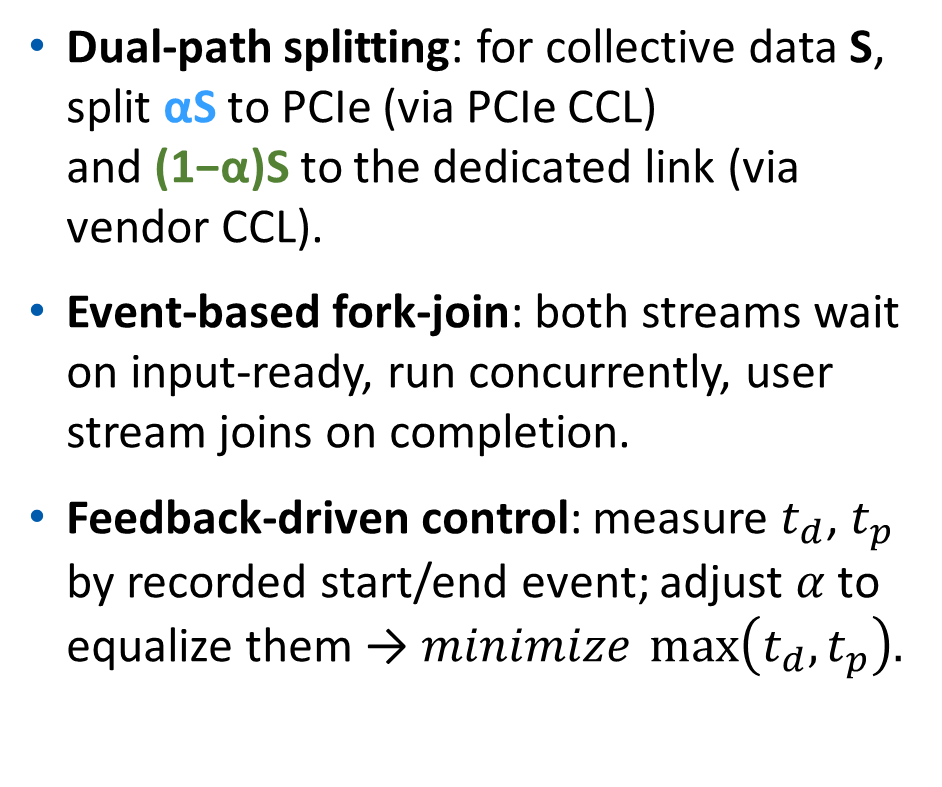 • Dual-path splitting: for collective data S,
split αS to PCIe (via PCIe CCL)
and (1−α)S to the dedicated link (via
vendor CCL).
• Event-based fork-join: both streams wait
on input-ready, run concurrently, user
stream joins on completion.
• Feedback-driven control: measure t_d, t_p
by recorded start/end event; adjust α to
equalize them → minimize max(t_d, t_p).